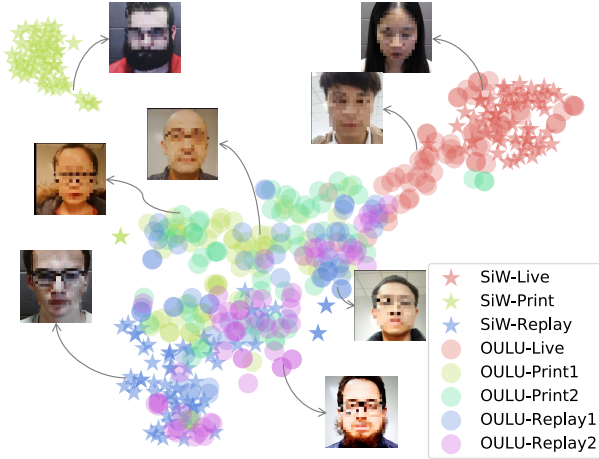 SiW-Live
SiW-Print
SiW-Replay
OULU-Live
OULU-Print1
OULU-Print2
OULU-Replay1
OULU-Replay2